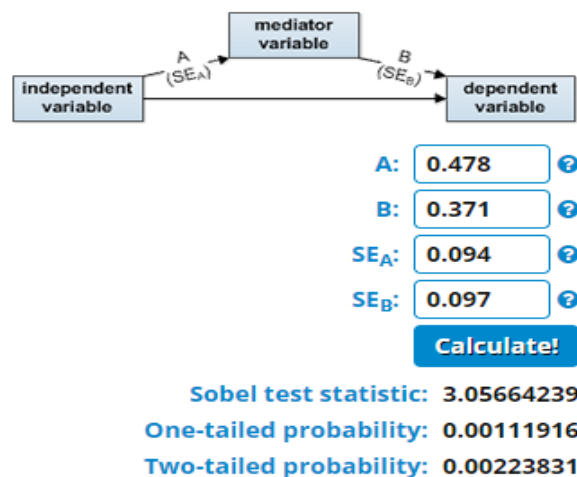 mediator
variable
A
(SEA)
B
(SEB)
independent
variable
dependent
variable
A: 0.478 ?
B: 0.371 ?
SEA: 0.094 ?
SEB: 0.097 ?
Calculate!
Sobel test statistic: 3.05664239
One-tailed probability: 0.00111916
Two-tailed probability: 0.00223831